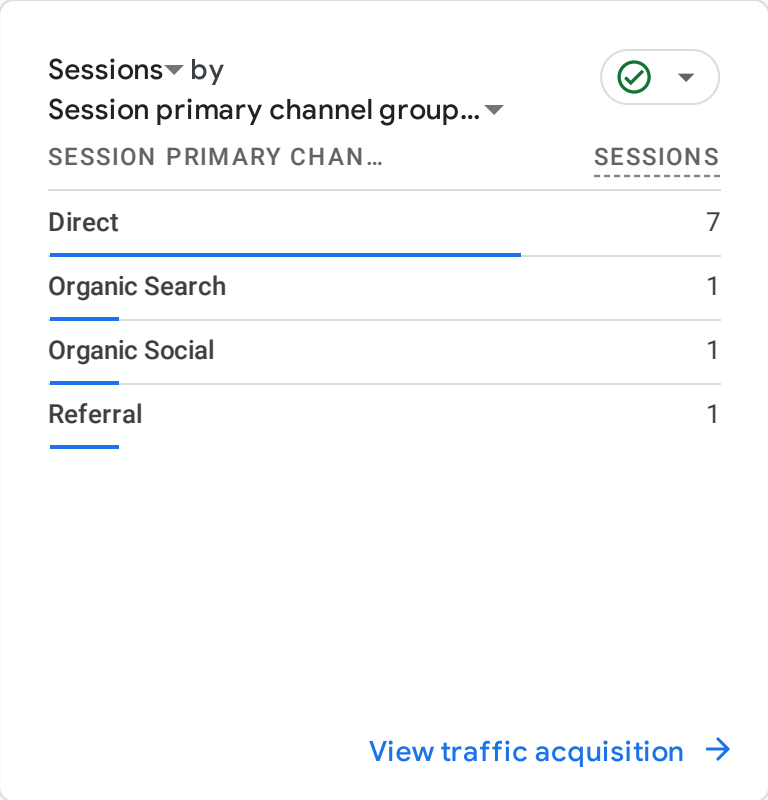 Sessions by
Session primary channel group...
SESSION PRIMARY CHAN... SESSIONS
Direct 7
Organic Search 1
Organic Social 1
Referral 1
View traffic acquisition